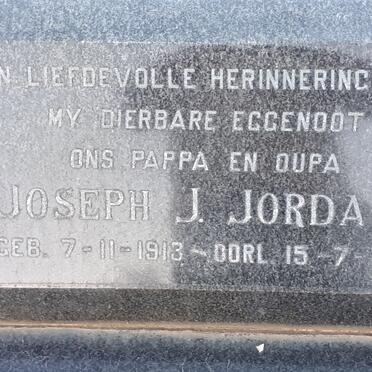 N LIEFDEVOLLE HERINNERING
MY DIERBARE EGGENOOT
ONS PAPPA EN OUPA
JOSEPH J. JORDA
GEB. 7-11-1913 ~ OORL. 15-7-